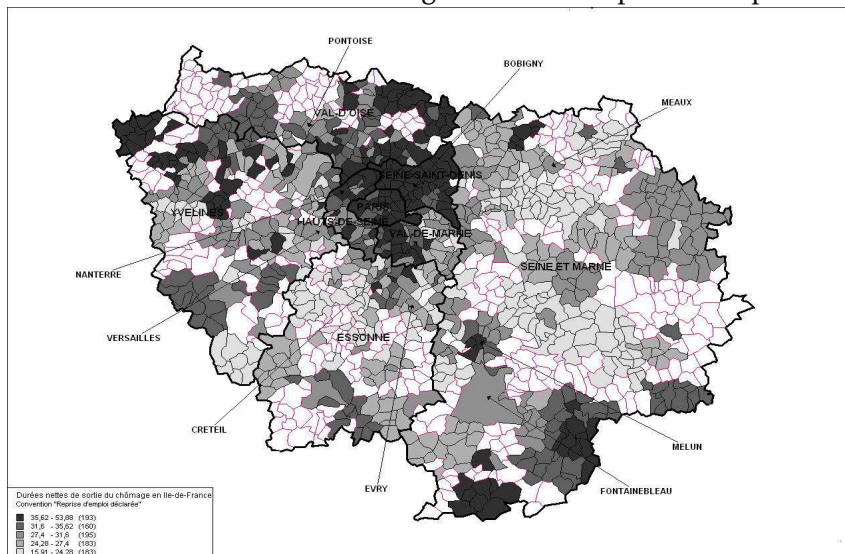 PONTOISE
BOBIGNY
MEAUX
VAL-D'OISE
SEINE-SAINT-DENIS
PARIS
YVELINES
HAUTS-DE-SEINE
VAL-DE-MARNE
NANTERRE
SEINE ET MARNE
VERSAILLES
ESSONNE
CRETEIL
MELUN
EVRY
FONTAINEBLEAU
Durées nettes de sortie du chômage en Ile-de-France
Convention "Reprise d'emploi déclarée"
35,62 - 53,88 (193)
31,6 - 35,62 (160)
27,4 - 31,6 (195)
24,28 - 27,4 (183)
15,91 - 24,28 (183)